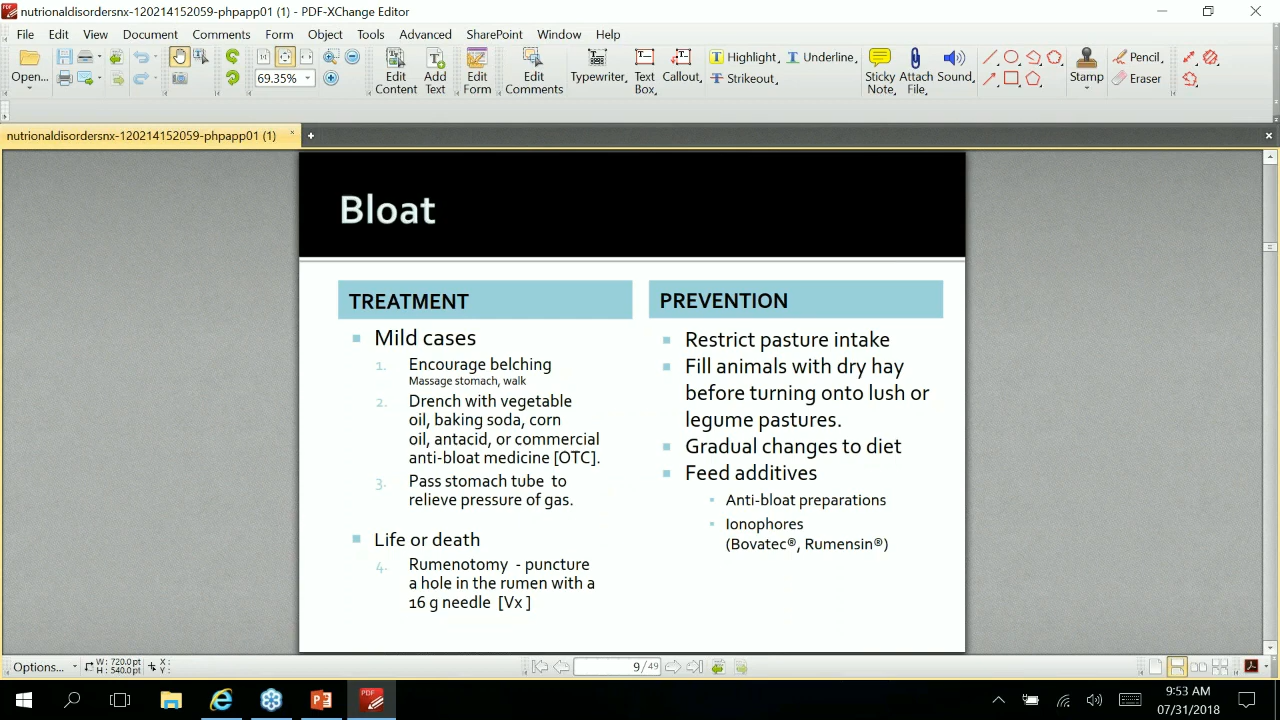 nutrionaldisordersnx-120214152059-phpapp01 (1) - PDF-XChange Editor
File Edit View Document Comments Form Object Tools Advanced SharePoint Window Help
Open...
69.35%
Edit Content
Add Text
Edit Form
Edit Comments
Typewriter
Text Box
Callout
Highlight
Strikeout
Underline
Sticky Note
Attach File
Sound
Stamp
Pencil
Eraser
nutrionaldisordersnx-120214152059-phpapp01 (1)
Bloat
TREATMENT
Mild cases
1. Encourage belching
Massage stomach, walk
2. Drench with vegetable
oil, baking soda, corn
oil, antacid, or commercial
anti-bloat medicine [OTC].
3. Pass stomach tube to
relieve pressure of gas.
Life or death
4. Rumenotomy - puncture
a hole in the rumen with a
16 g needle [Vx ]
PREVENTION
Restrict pasture intake
Fill animals with dry hay
before turning onto lush or
legume pastures.
Gradual changes to diet
Feed additives
Anti-bloat preparations
Ionophores
(Bovatec®, Rumensin®)
Options...
W: 720.0 pt
H: 540.0 pt
X:
Y:
9 / 49
9:53 AM
07/31/2018